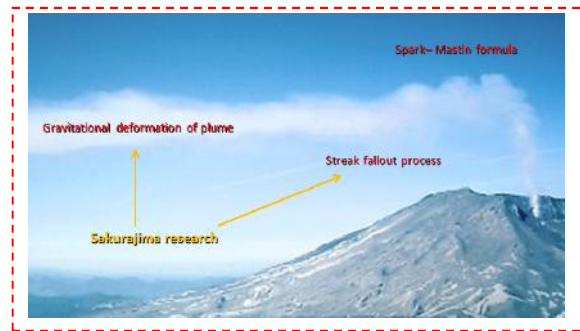 Spark– Mastin formula
Gravitational deformation of plume
Streak fallout process
Sakurajima research